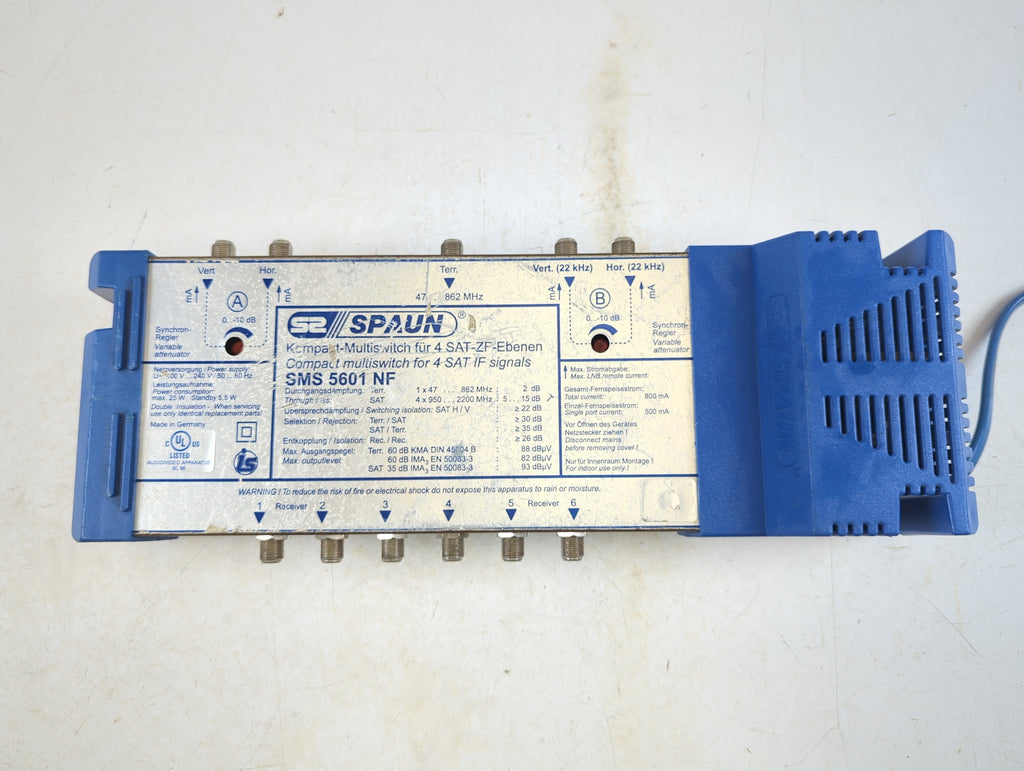 Vert Hor. Terr. Vert. (22 kHz) Hor. (22 kHz)
mA mA mA mA
A B
47 862 MHz
0...-10 dB 0...-10 dB
Synchron-
Regler
Variable
attenuator
Synchron-
Regler
Variable
attenuator
SPAUN®
Kompact-Multiswitch für 4 SAT-ZF-Ebenen
Compact multiswitch for 4 SAT IF signals
SMS 5601 NF
Durchgangsdämpfung Terr. 1 x 47 ... 862 MHz : 2 dB
Through loss: SAT 4 x 950 ... 2200 MHz : 5 ... 15 dB
Übersprechdämpfung / Switching isolation: SAT H / V : ≥ 22 dB
Selektion / Rejection: Terr. / SAT : ≥ 30 dB
SAT / Terr. : ≥ 35 dB
Entkopplung / Isolation: Rec. / Rec. : ≥ 26 dB
Max. Ausgangspegel: Terr. 60 dB KMA DIN 45004 B : 88 dBµV
Max. outputlevel: 60 dB IMA3 EN 50083-3 : 82 dBµV
SAT 35 dB IMA3 EN 50083-3 : 93 dBµV
Netzversorgung / Power supply:
00 V ... 240 V / 50 ... 60 Hz
Leistungsaufnahme
Power consumption
max. 25 W Standby 5,5 W
Double Insulation - When servicing
use only identical replacement parts!
Made in Germany
C UL US
LISTED
AUDIO/VIDEO APPARATUS
Max. Stromabgabe:
Max. LNB remote current:
Gesamt-Fernspeisestrom:
Total current: 800 mA
Einzel-Fernspeisestrom:
Single port current: 500 mA
Vor Öffnen des Gerätes
Netzstecker ziehen !
Disconnect mains
before removing cover !
Nur für Innenraum Montage !
For indoor use only !
WARNING ! To reduce the risk of fire or electrical shock do not expose this apparatus to rain or moisture.
1 Receiver 2 3 4 5 Receiver 6